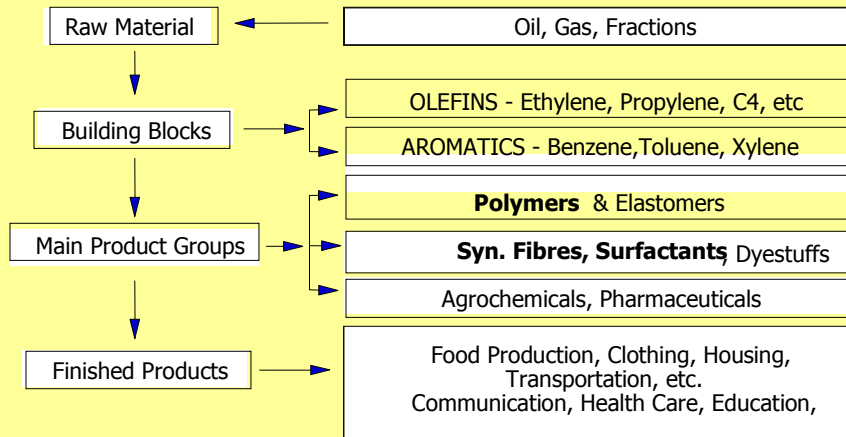 Raw Material
Oil, Gas, Fractions
OLEFINS - Ethylene, Propylene, C4, etc
Building Blocks
AROMATICS - Benzene,Toluene, Xylene
Polymers & Elastomers
Main Product Groups
Syn. Fibres, Surfactants, Dyestuffs
Agrochemicals, Pharmaceuticals
Finished Products
Food Production, Clothing, Housing,
Transportation, etc.
Communication, Health Care, Education,